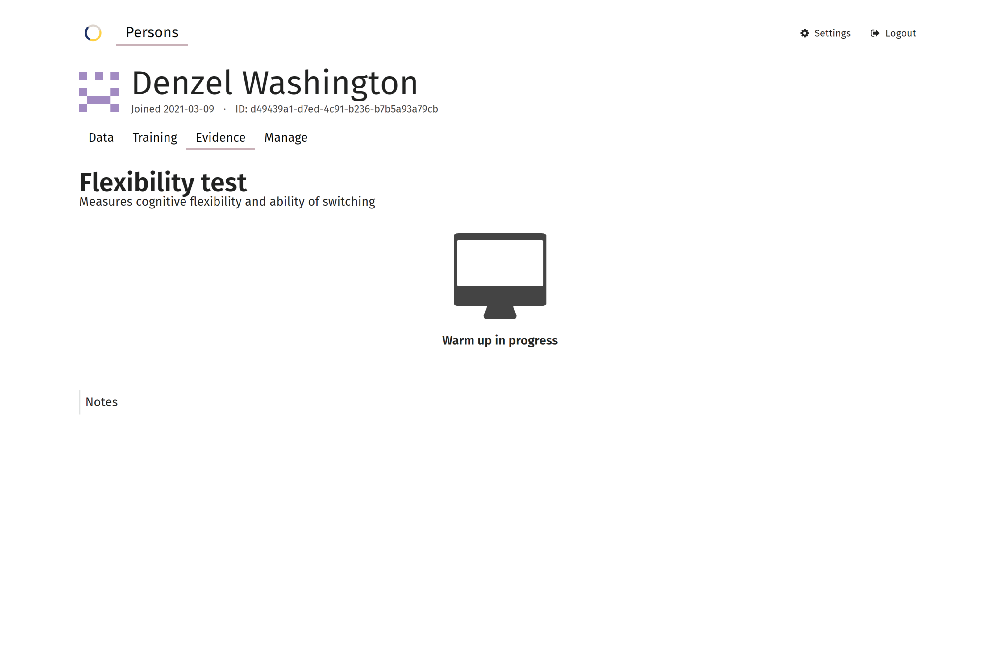 Persons
Settings
Logout
Denzel Washington
Joined 2021-03-09 · ID: d49439a1-d7ed-4c91-b236-b7b5a93a79cb
Data
Training
Evidence
Manage
Flexibility test
Measures cognitive flexibility and ability of switching
Warm up in progress
Notes